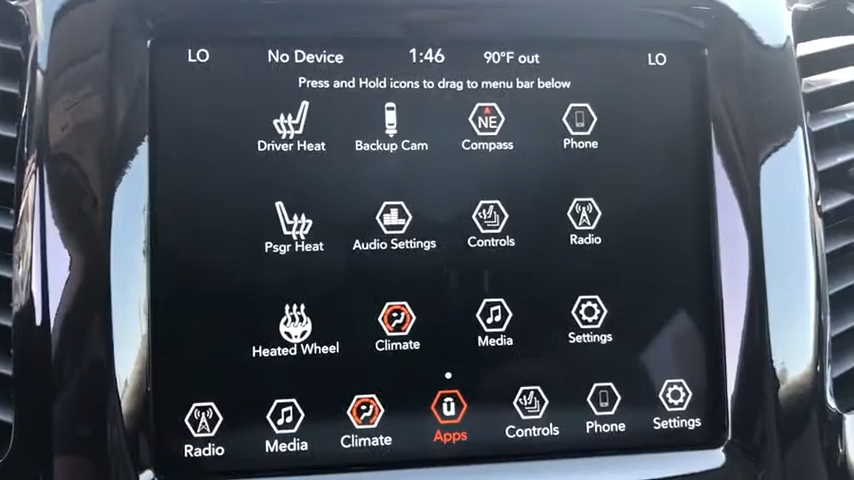 LO No Device 1:46 90°F out LO
Press and Hold icons to drag to menu bar below
NE
Driver Heat Backup Cam Compass Phone
Psgr Heat Audio Settings Controls Radio
Heated Wheel Climate Media Settings
Radio Media Climate Apps Controls Phone Settings